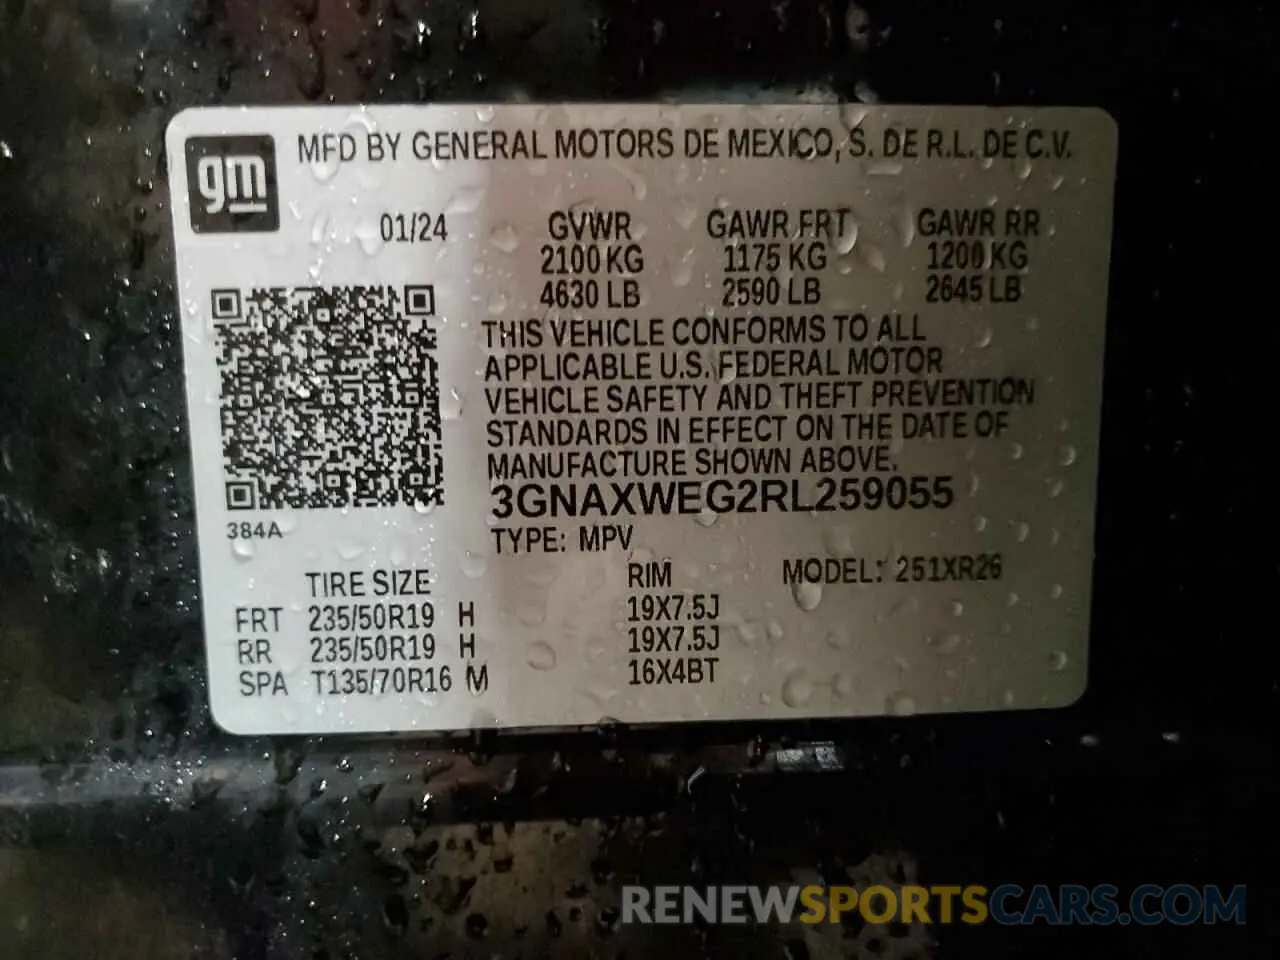 gm
MFD BY GENERAL MOTORS DE MEXICO, S. DE R.L. DE C.V.
01/24 GVWR GAWR FRT GAWR RR
2100 KG 1175 KG 1200 KG
4630 LB 2590 LB 2645 LB
THIS VEHICLE CONFORMS TO ALL
APPLICABLE U.S. FEDERAL MOTOR
VEHICLE SAFETY AND THEFT PREVENTION
STANDARDS IN EFFECT ON THE DATE OF
MANUFACTURE SHOWN ABOVE.
3GNAXWEG2RL259055
384A
TYPE: MPV
TIRE SIZE RIM MODEL: 251XR26
FRT 235/50R19 H 19X7.5J
RR 235/50R19 H 19X7.5J
SPA T135/70R16 M 16X4BT
RENEWSPORTSCARS.COM